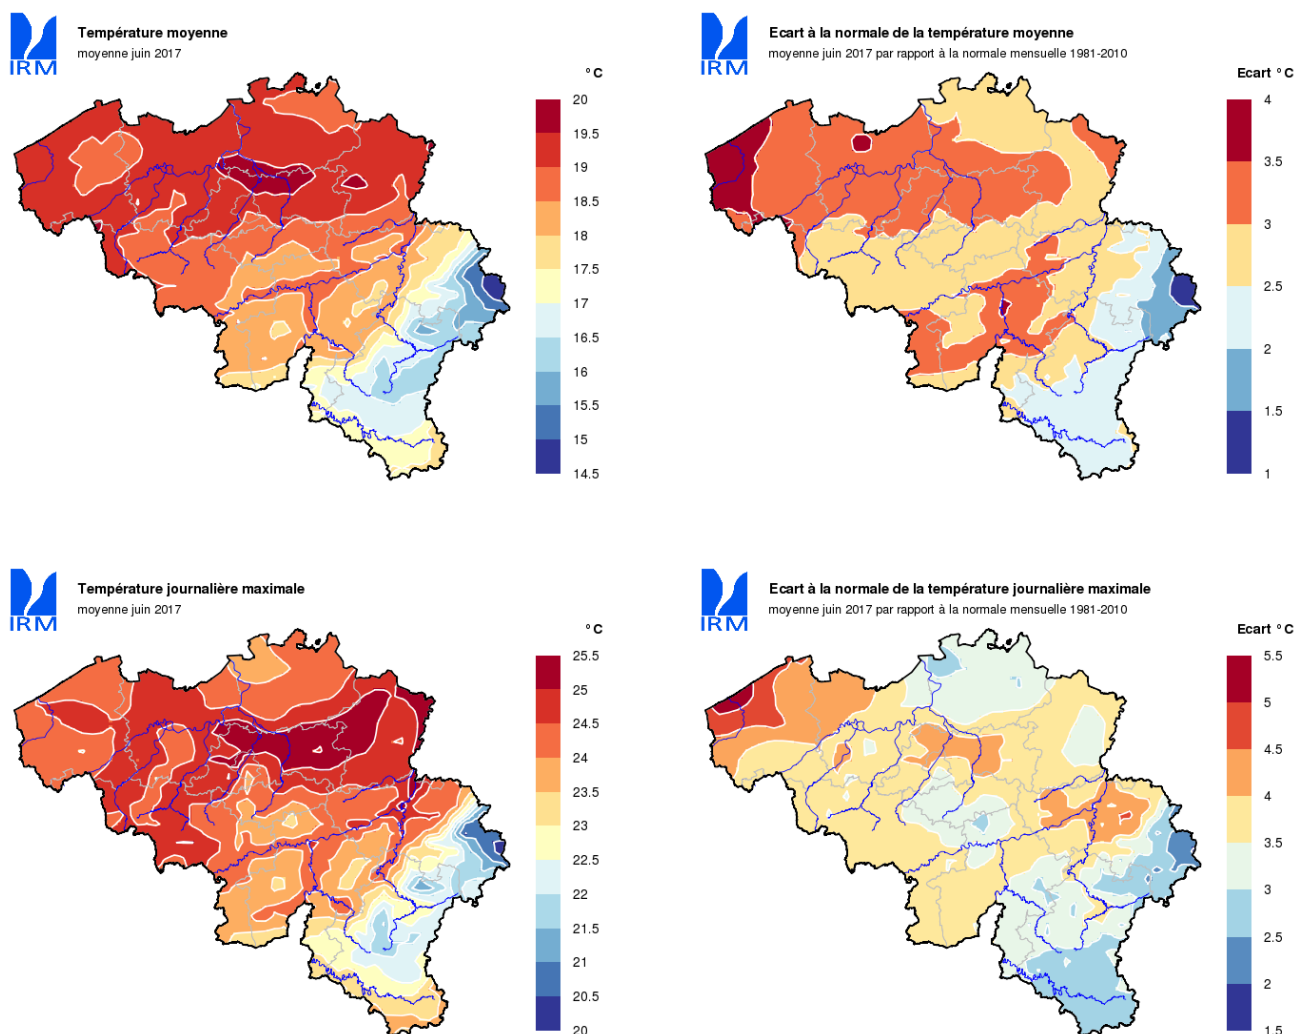 Température moyenne
moyenne juin 2017
IRM
°C
20
19.5
19
18.5
18
17.5
17
16.5
16
15.5
15
14.5
Ecart à la normale de la température moyenne
moyenne juin 2017 par rapport à la normale mensuelle 1981-2010
IRM
Ecart °C
4
3.5
3
2.5
2
1.5
1
Température journalière maximale
moyenne juin 2017
IRM
°C
25.5
25
24.5
24
23.5
23
22.5
22
21.5
21
20.5
20
Ecart à la normale de la température journalière maximale
moyenne juin 2017 par rapport à la normale mensuelle 1981-2010
IRM
Ecart °C
5.5
5
4.5
4
3.5
3
2.5
2
1.5